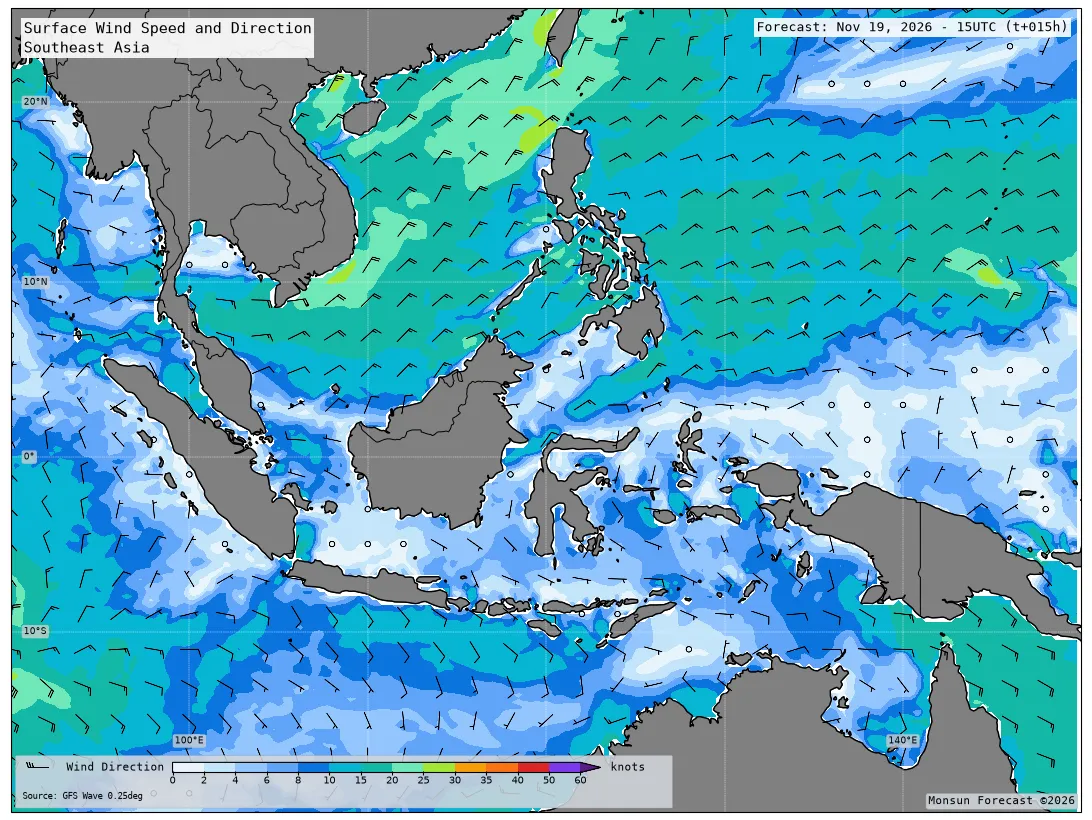 Surface Wind Speed and Direction
Southeast Asia
Forecast: Nov 19, 2026 - 15UTC (t+015h)
20°N
10°N
0°
10°S
100°E
140°E
Wind Direction
0 2 4 6 8 10 15 20 25 30 35 40 50 60
knots
Source: GFS Wave 0.25deg
Monsun Forecast ©2026